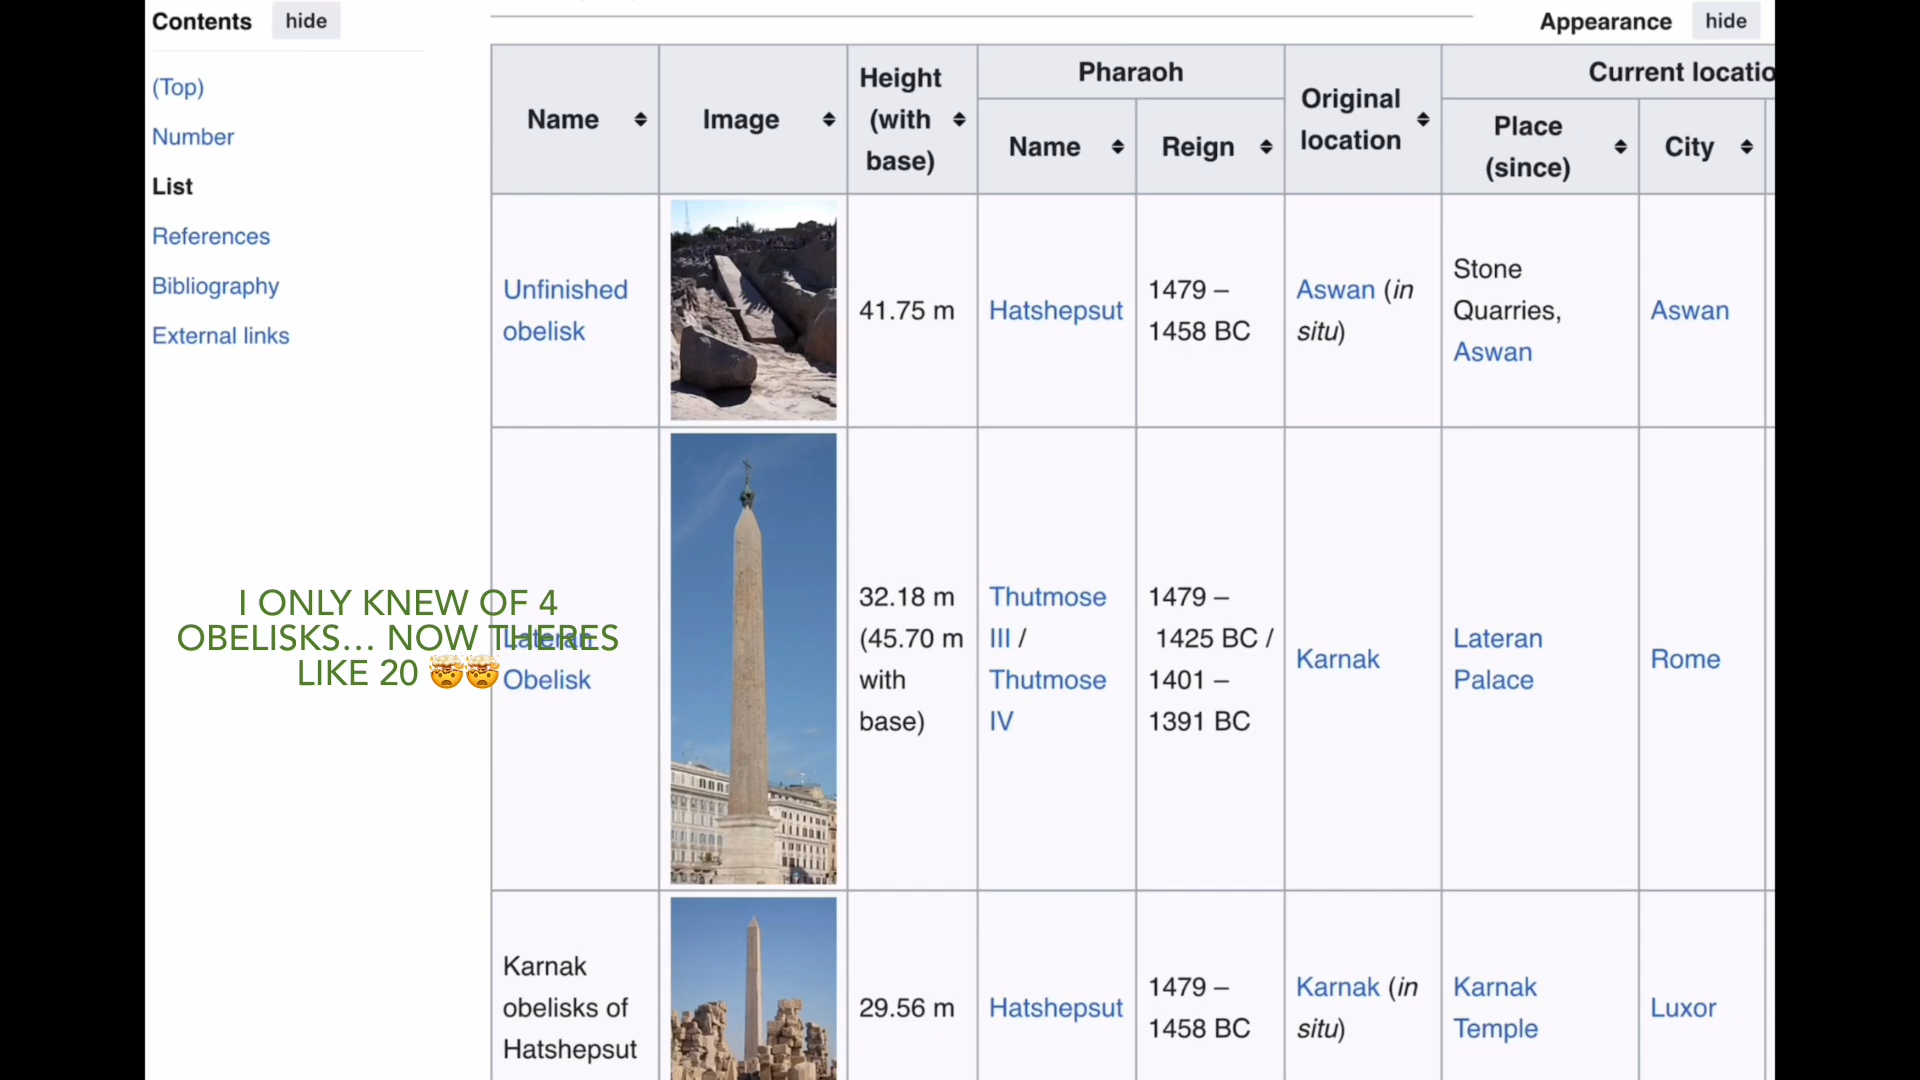 Contents hide
(Top)
Number
List
References
Bibliography
External links
Appearance hide
Name Image Height (with base) Pharaoh Original location Current locatio
Name Reign Place (since) City
Unfinished obelisk
41.75 m
Hatshepsut
1479 –
1458 BC
Aswan (in
situ)
Stone
Quarries,
Aswan
Aswan
I ONLY KNEW OF 4
OBELISKS... NOW THERES
LIKE 20 🤯🤯
Lateran
Obelisk
32.18 m
(45.70 m
with
base)
Thutmose
III /
Thutmose
IV
1479 –
1425 BC /
1401 –
1391 BC
Karnak
Lateran
Palace
Rome
Karnak
obelisks of
Hatshepsut
29.56 m
Hatshepsut
1479 –
1458 BC
Karnak (in
situ)
Karnak
Temple
Luxor